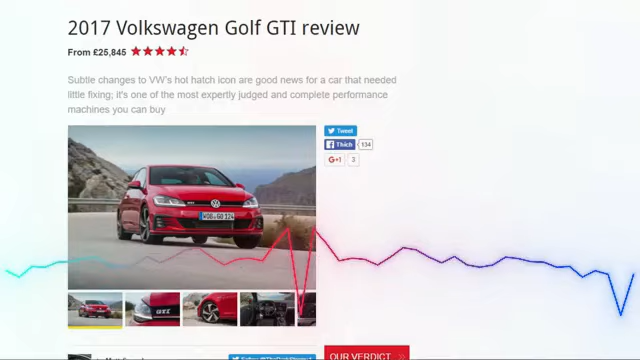 2017 Volkswagen Golf GTI review
From £25,845
Subtle changes to VW's hot hatch icon are good news for a car that needed
little fixing; it's one of the most expertly judged and complete performance
machines you can buy
Tweet
Thích 134
G+1 3
GTI
OUR VERDICT